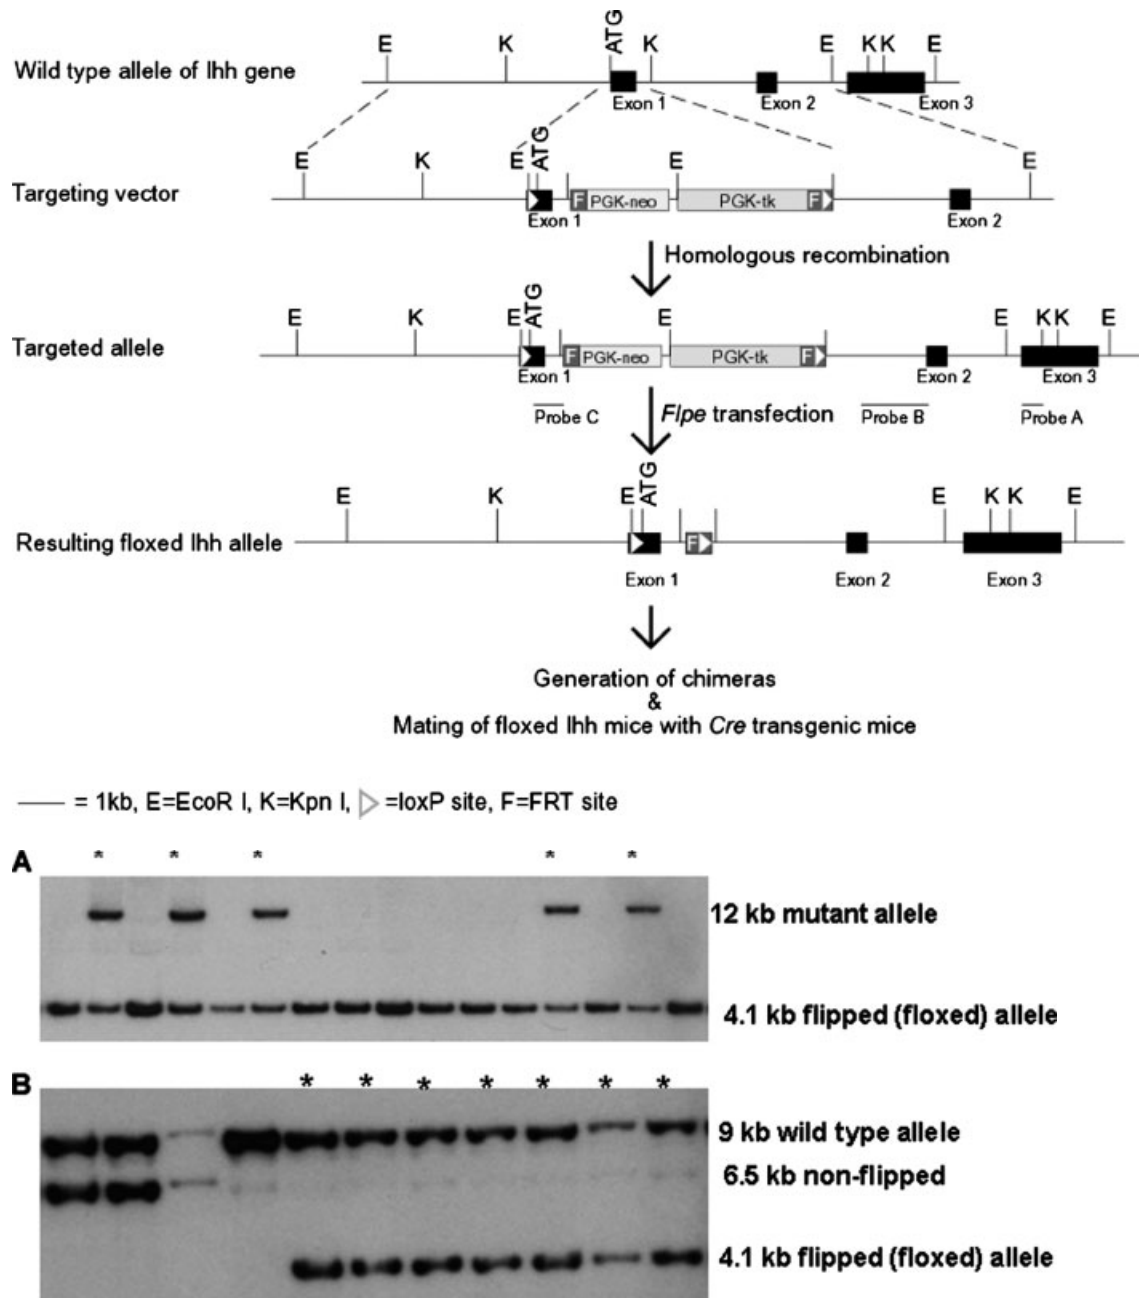 E K ATG K E K K E
Wild type allele of Ihh gene
Exon 1 Exon 2 Exon 3
E K E ATG E E
Targeting vector
F PGK-neo PGK-tk F
Exon 1 Exon 2
Homologous recombination
E K E ATG E E K K E
Targeted allele
F PGK-neo PGK-tk F
Exon 1 Exon 2 Exon 3
Probe C Flpe transfection Probe B Probe A
E K E ATG E K K E
Resulting floxed Ihh allele
F
Exon 1 Exon 2 Exon 3
Generation of chimeras
&
Mating of floxed Ihh mice with Cre transgenic mice
= 1kb, E=EcoR I, K=Kpn I, =loxP site, F=FRT site
A * * * * *
12 kb mutant allele
4.1 kb flipped (floxed) allele
B * * * * * * *
9 kb wild type allele
6.5 kb non-flipped
4.1 kb flipped (floxed) allele